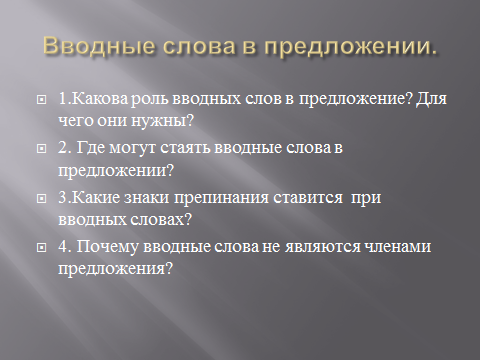 Вводные слова в предложении.
1.Какова роль вводных слов в предложение? Для
чего они нужны?
2. Где могут стаять вводные слова в
предложении?
3.Какие знаки препинания ставится при
вводных словах?
4. Почему вводные слова не являются членами
предложения?